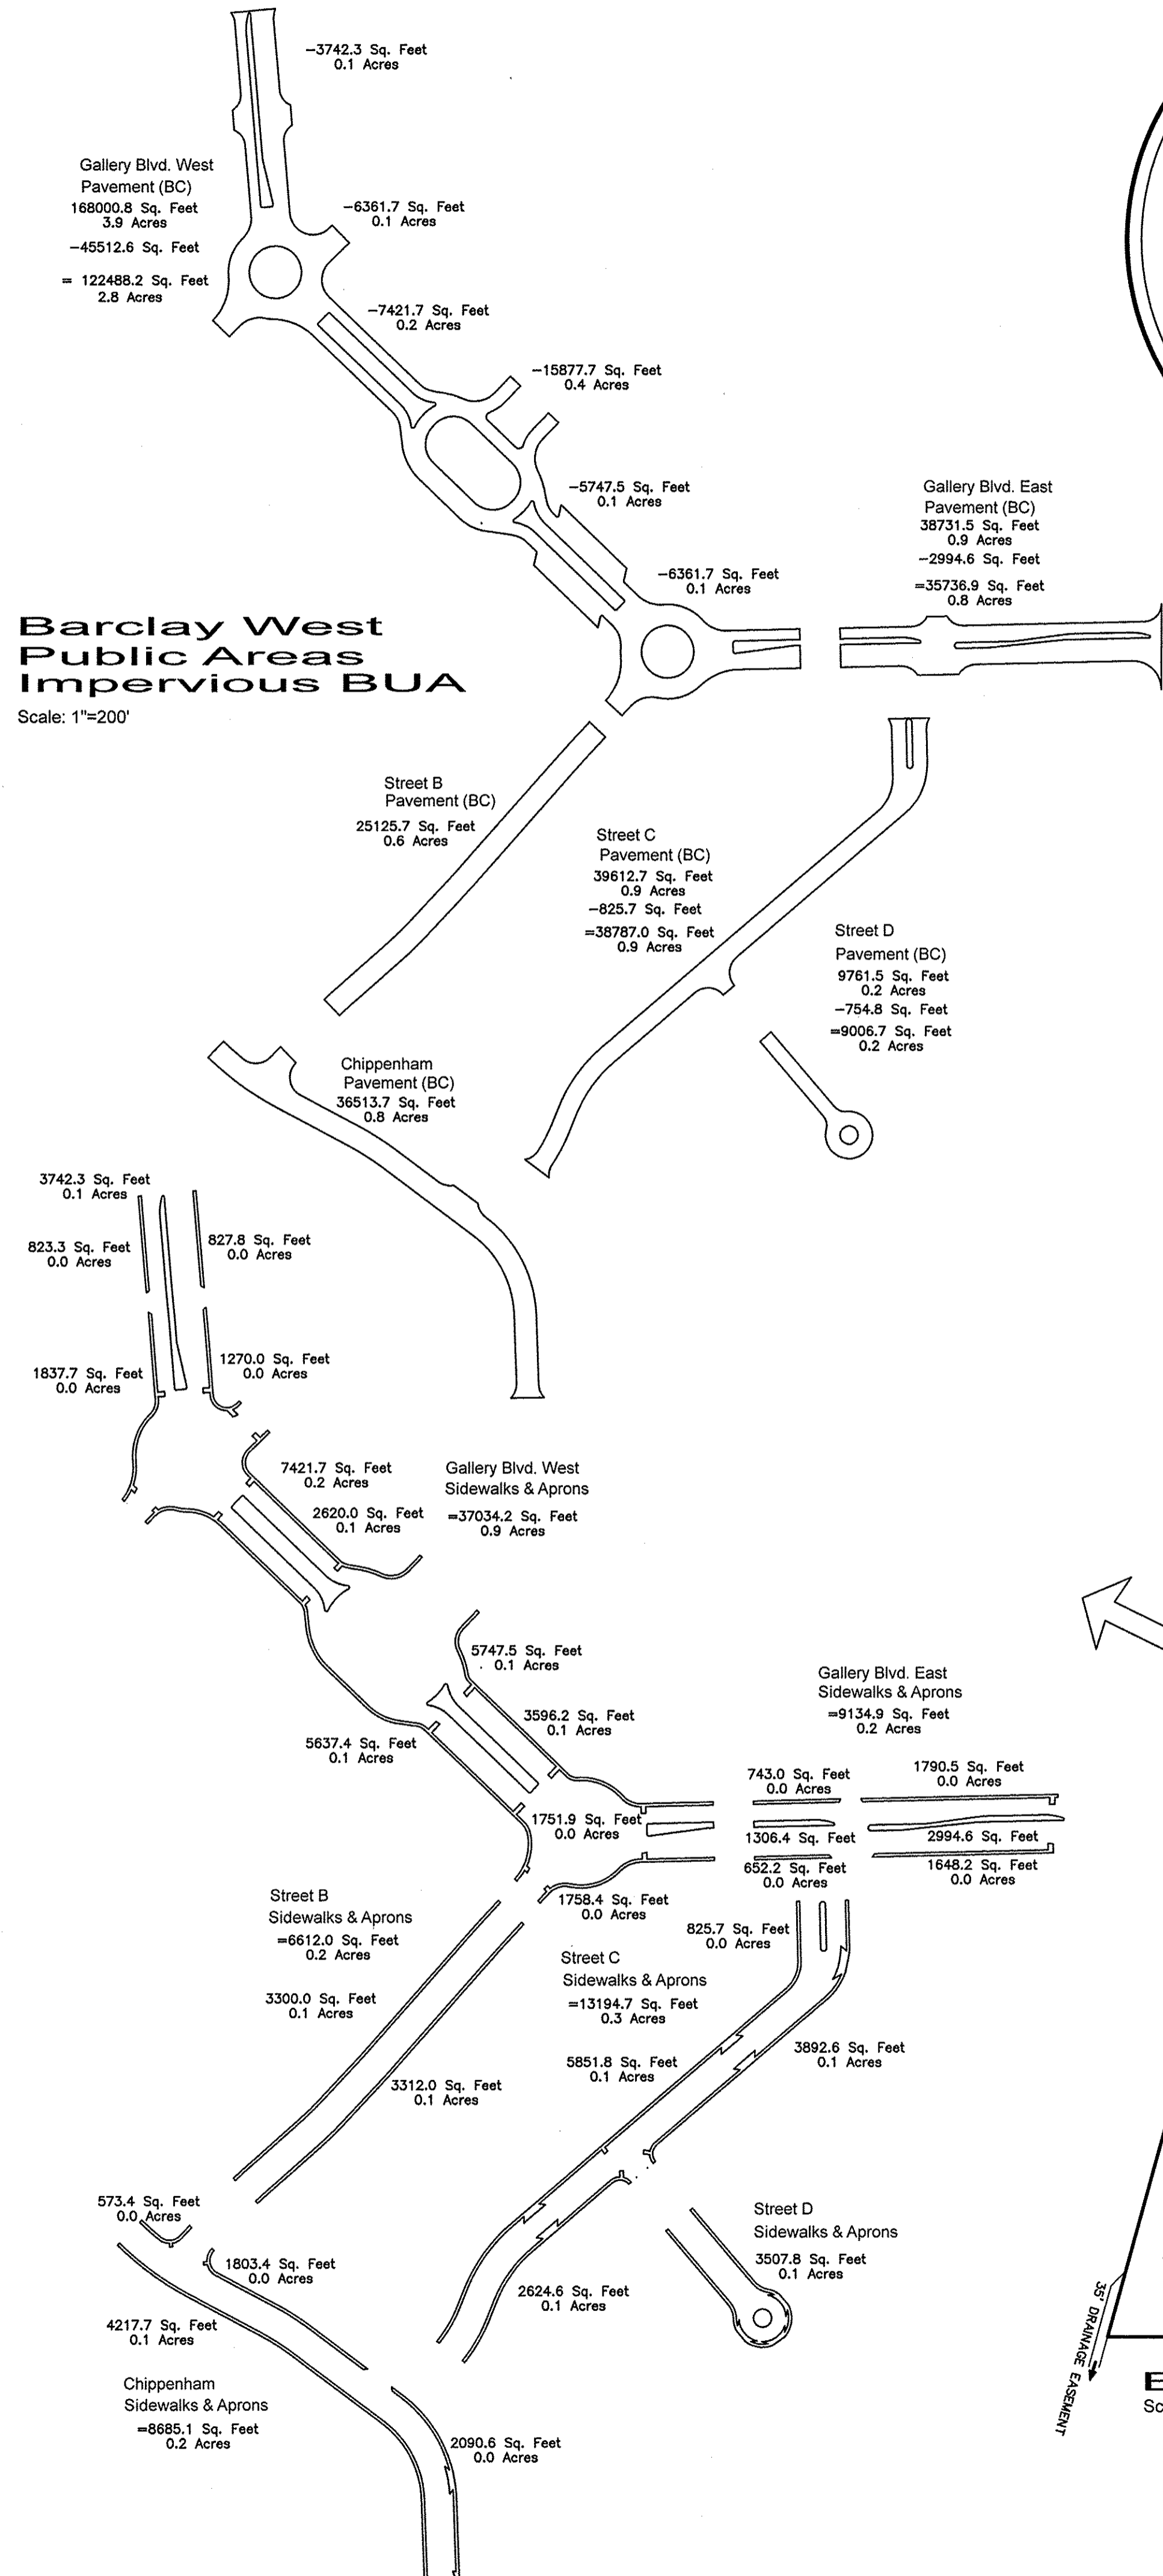 -3742.3 Sq. Feet
0.1 Acres
Gallery Blvd. West
Pavement (BC)
168000.8 Sq. Feet
3.9 Acres
-45512.6 Sq. Feet
= 122488.2 Sq. Feet
2.8 Acres
-6361.7 Sq. Feet
0.1 Acres
-7421.7 Sq. Feet
0.2 Acres
-15877.7 Sq. Feet
0.4 Acres
-5747.5 Sq. Feet
0.1 Acres
Gallery Blvd. East
Pavement (BC)
38731.5 Sq. Feet
0.9 Acres
-2994.6 Sq. Feet
=35736.9 Sq. Feet
0.8 Acres
-6361.7 Sq. Feet
0.1 Acres
Barclay West
Public Areas
Impervious BUA
Scale: 1"=200'
Street B
Pavement (BC)
25125.7 Sq. Feet
0.6 Acres
Street C
Pavement (BC)
39612.7 Sq. Feet
0.9 Acres
-825.7 Sq. Feet
=38787.0 Sq. Feet
0.9 Acres
Street D
Pavement (BC)
9761.5 Sq. Feet
0.2 Acres
-754.8 Sq. Feet
=9006.7 Sq. Feet
0.2 Acres
Chippenham
Pavement (BC)
36513.7 Sq. Feet
0.8 Acres
3742.3 Sq. Feet
0.1 Acres
823.3 Sq. Feet
0.0 Acres
827.8 Sq. Feet
0.0 Acres
1837.7 Sq. Feet
0.0 Acres
1270.0 Sq. Feet
0.0 Acres
7421.7 Sq. Feet
0.2 Acres
2620.0 Sq. Feet
0.1 Acres
Gallery Blvd. West
Sidewalks & Aprons
=37034.2 Sq. Feet
0.9 Acres
5747.5 Sq. Feet
0.1 Acres
3596.2 Sq. Feet
0.1 Acres
5637.4 Sq. Feet
0.1 Acres
Gallery Blvd. East
Sidewalks & Aprons
=9134.9 Sq. Feet
0.2 Acres
743.0 Sq. Feet
0.0 Acres
1790.5 Sq. Feet
0.0 Acres
1751.9 Sq. Feet
0.0 Acres
1306.4 Sq. Feet
2994.6 Sq. Feet
652.2 Sq. Feet
0.0 Acres
1648.2 Sq. Feet
0.0 Acres
1758.4 Sq. Feet
0.0 Acres
Street B
Sidewalks & Aprons
=6612.0 Sq. Feet
0.2 Acres
825.7 Sq. Feet
0.0 Acres
Street C
Sidewalks & Aprons
=13194.7 Sq. Feet
0.3 Acres
3300.0 Sq. Feet
0.1 Acres
3312.0 Sq. Feet
0.1 Acres
5851.8 Sq. Feet
0.1 Acres
3892.6 Sq. Feet
0.1 Acres
573.4 Sq. Feet
0.0 Acres
1803.4 Sq. Feet
0.0 Acres
4217.7 Sq. Feet
0.1 Acres
2624.6 Sq. Feet
0.1 Acres
Street D
Sidewalks & Aprons
3507.8 Sq. Feet
0.1 Acres
35' DRAINAGE EASEMENT
Chippenham
Sidewalks & Aprons
=8685.1 Sq. Feet
0.2 Acres
2090.6 Sq. Feet
0.0 Acres
Sc